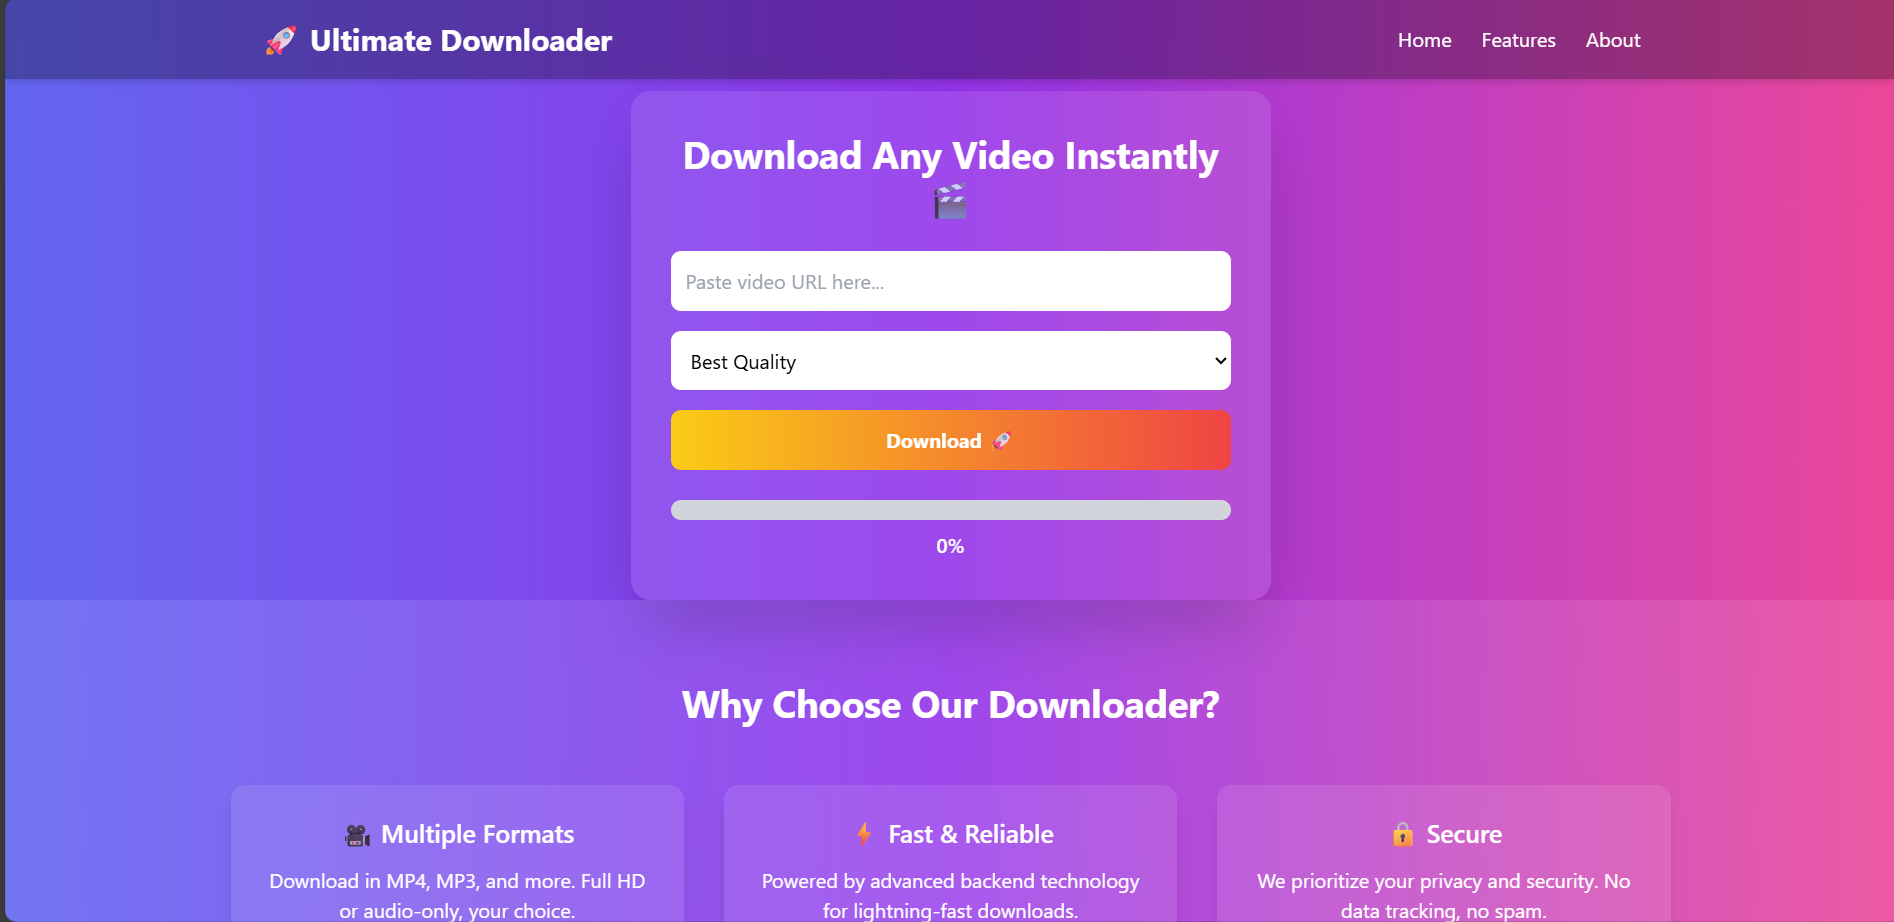 🚀 Ultimate Downloader
Home Features About
Download Any Video Instantly
🎬
Paste video URL here...
Best Quality
Download 🚀
0%
Why Choose Our Downloader?
🎥 Multiple Formats
Download in MP4, MP3, and more. Full HD
or audio-only, your choice.
⚡ Fast & Reliable
Powered by advanced backend technology
for lightning-fast downloads.
🔒 Secure
We prioritize your privacy and security. No
data tracking, no spam.